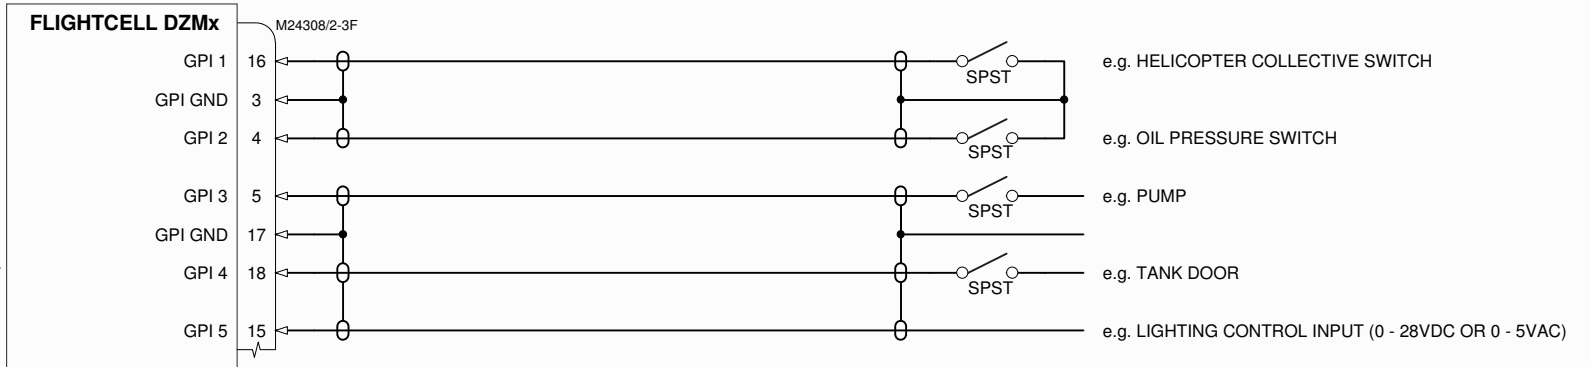 FLIGHTCELL DZMx
M24308/2-3F
GPI 1 16 SPST e.g. HELICOPTER COLLECTIVE SWITCH
GPI GND 3
GPI 2 4 SPST e.g. OIL PRESSURE SWITCH
GPI 3 5 SPST e.g. PUMP
GPI GND 17
GPI 4 18 SPST e.g. TANK DOOR
GPI 5 15 e.g. LIGHTING CONTROL INPUT (0 - 28VDC OR 0 - 5VAC)